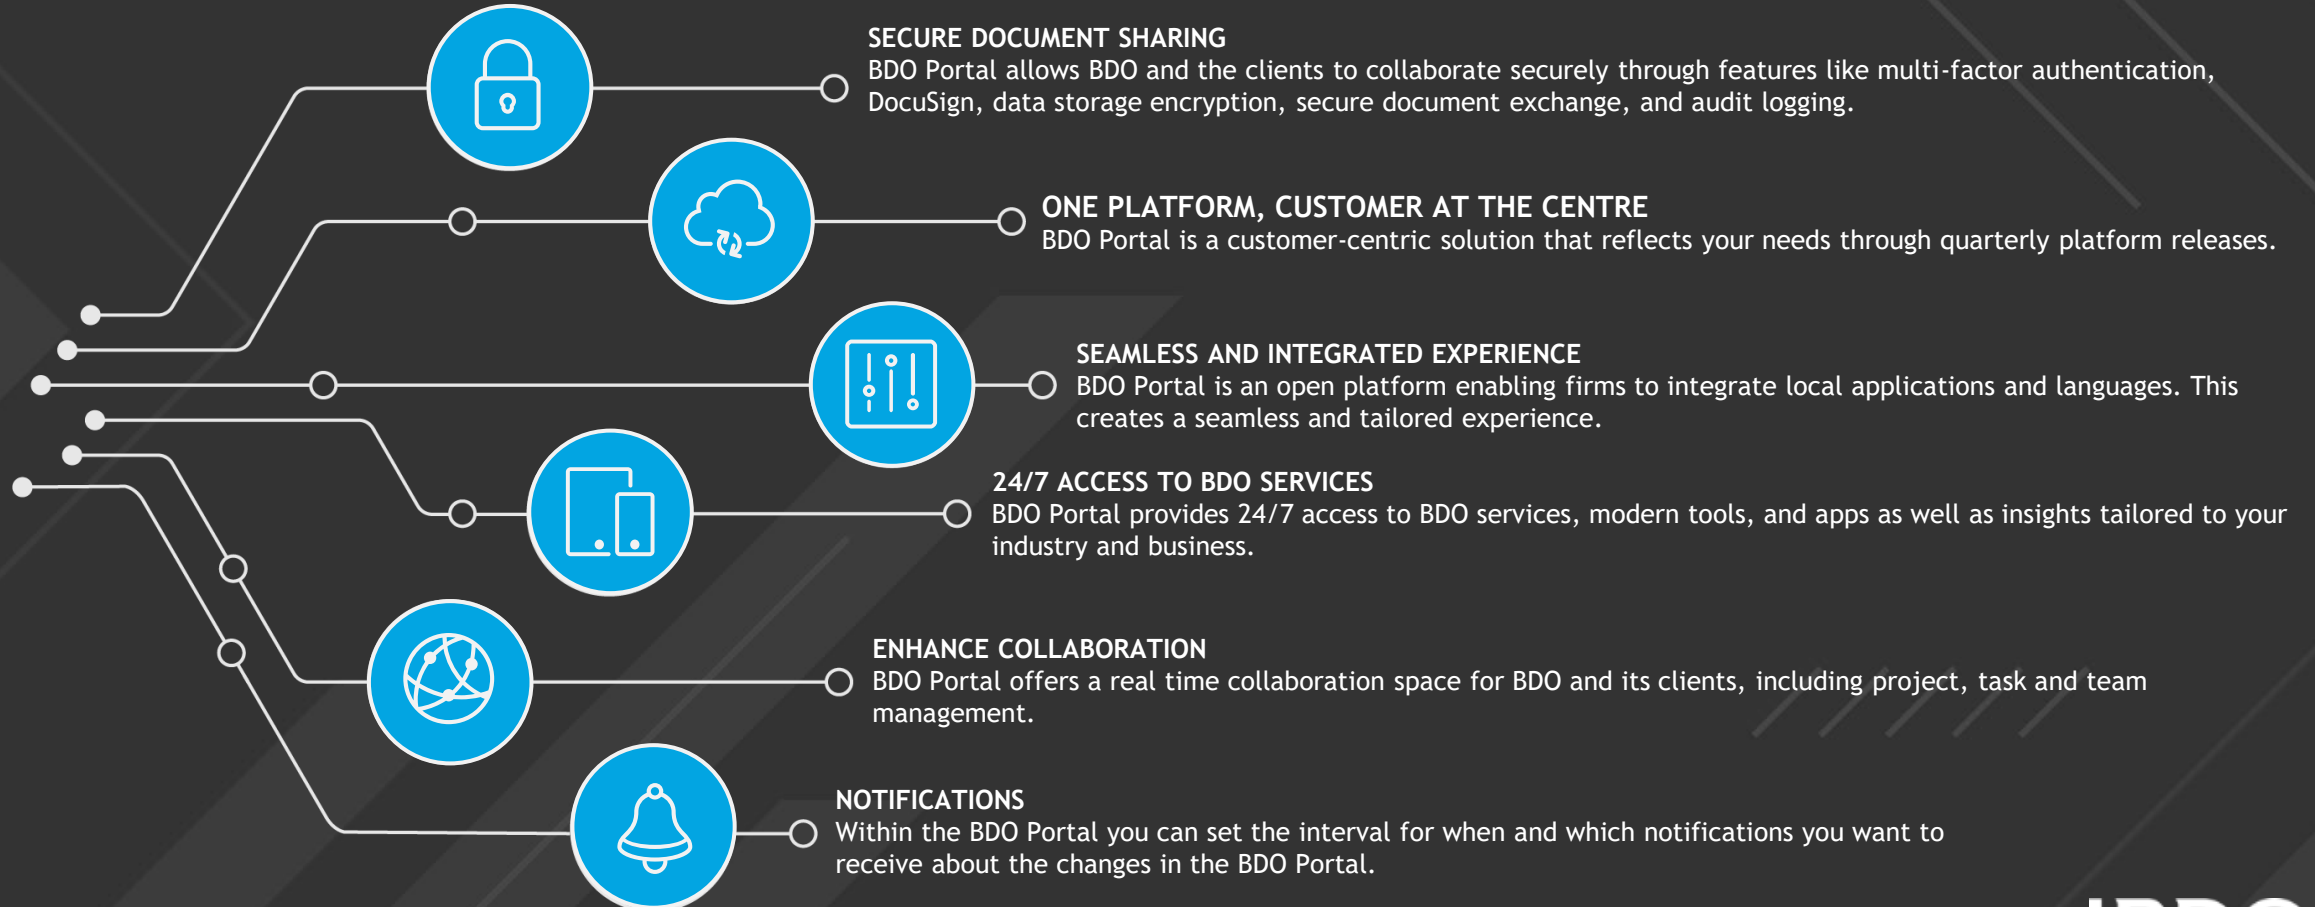 SECURE DOCUMENT SHARING
BDO Portal allows BDO and the clients to collaborate securely through features like multi-factor authentication,
DocuSign, data storage encryption, secure document exchange, and audit logging.
ONE PLATFORM, CUSTOMER AT THE CENTRE
BDO Portal is a customer-centric solution that reflects your needs through quarterly platform releases.
SEAMLESS AND INTEGRATED EXPERIENCE
BDO Portal is an open platform enabling firms to integrate local applications and languages. This
creates a seamless and tailored experience.
24/7 ACCESS TO BDO SERVICES
BDO Portal provides 24/7 access to BDO services, modern tools, and apps as well as insights tailored to your
industry and business.
ENHANCE COLLABORATION
BDO Portal offers a real time collaboration space for BDO and its clients, including project, task and team
management.
NOTIFICATIONS
Within the BDO Portal you can set the interval for when and which notifications you want to
receive about the changes in the BDO Portal.